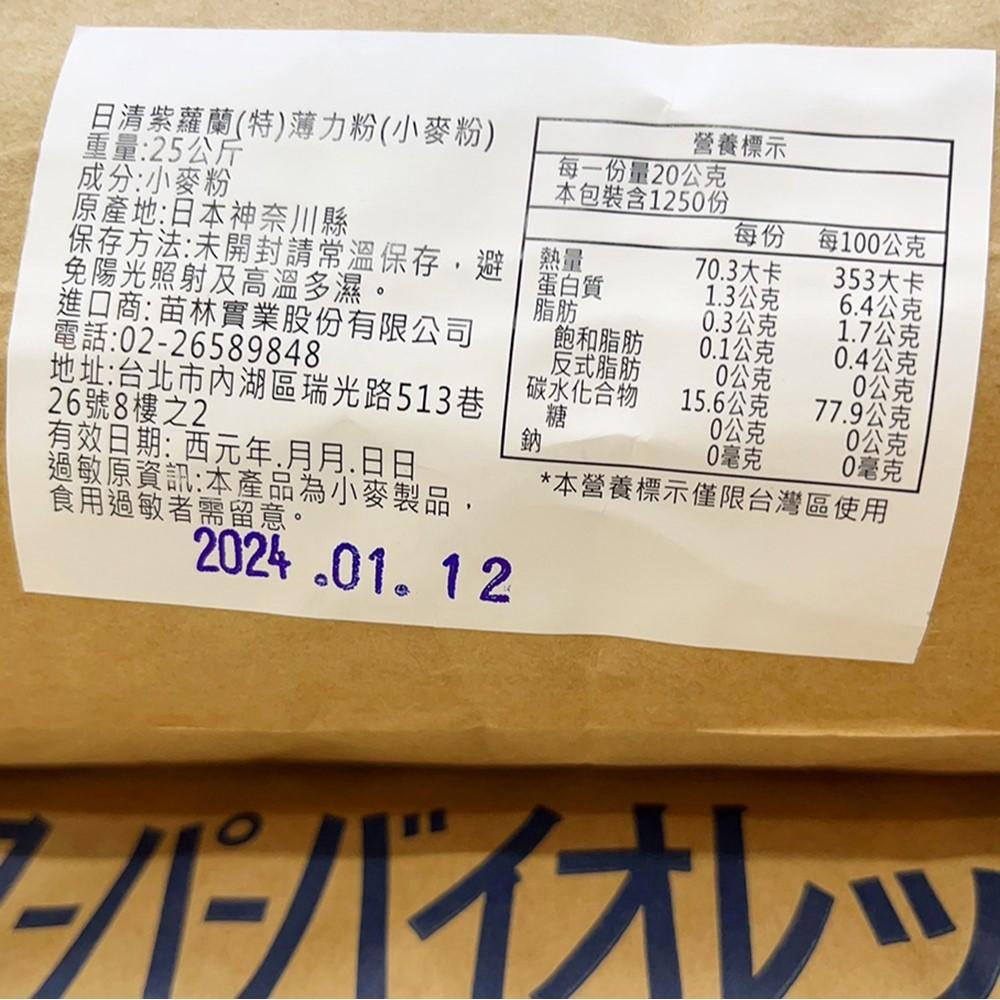 日清紫蘿蘭(特)薄力粉(小麥粉)
重量:25公斤
成分:小麥粉
原產地:日本神奈川縣
保存方法:未開封請常溫保存，避
免陽光照射及高溫多濕。
進口商:苗林實業股份有限公司
電話:02-26589848
地址:台北市內湖區瑞光路513巷
26號8樓之2
有效日期: 西元年.月月.日日
過敏原資訊:本產品為小麥製品，
食用過敏者需留意。
2024.01.12
營養標示
每一份量20公克
本包裝含1250份
每份 每100公克
熱量 70.3大卡 353大卡
蛋白質 1.3公克 6.4公克
脂肪 0.3公克 1.7公克
飽和脂肪 0.1公克 0.4公克
反式脂肪 0公克 0公克
碳水化合物 15.6公克 77.9公克
糖 0公克 0公克
鈉 0毫克 0毫克
*本營養標示僅限台灣區使用
ーパーバイオレッ